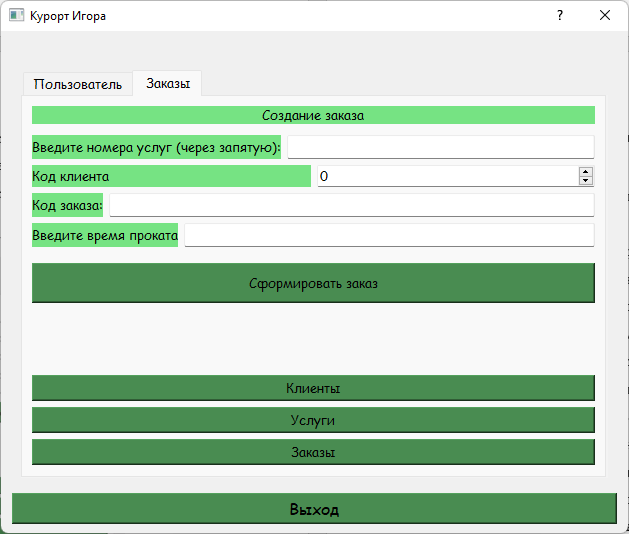 Курорт Игора
Пользователь Заказы
Создание заказа
Введите номера услуг (через запятую):
Код клиента 0
Код заказа:
Введите время проката
Сформировать заказ
Клиенты
Услуги
Заказы
Выход